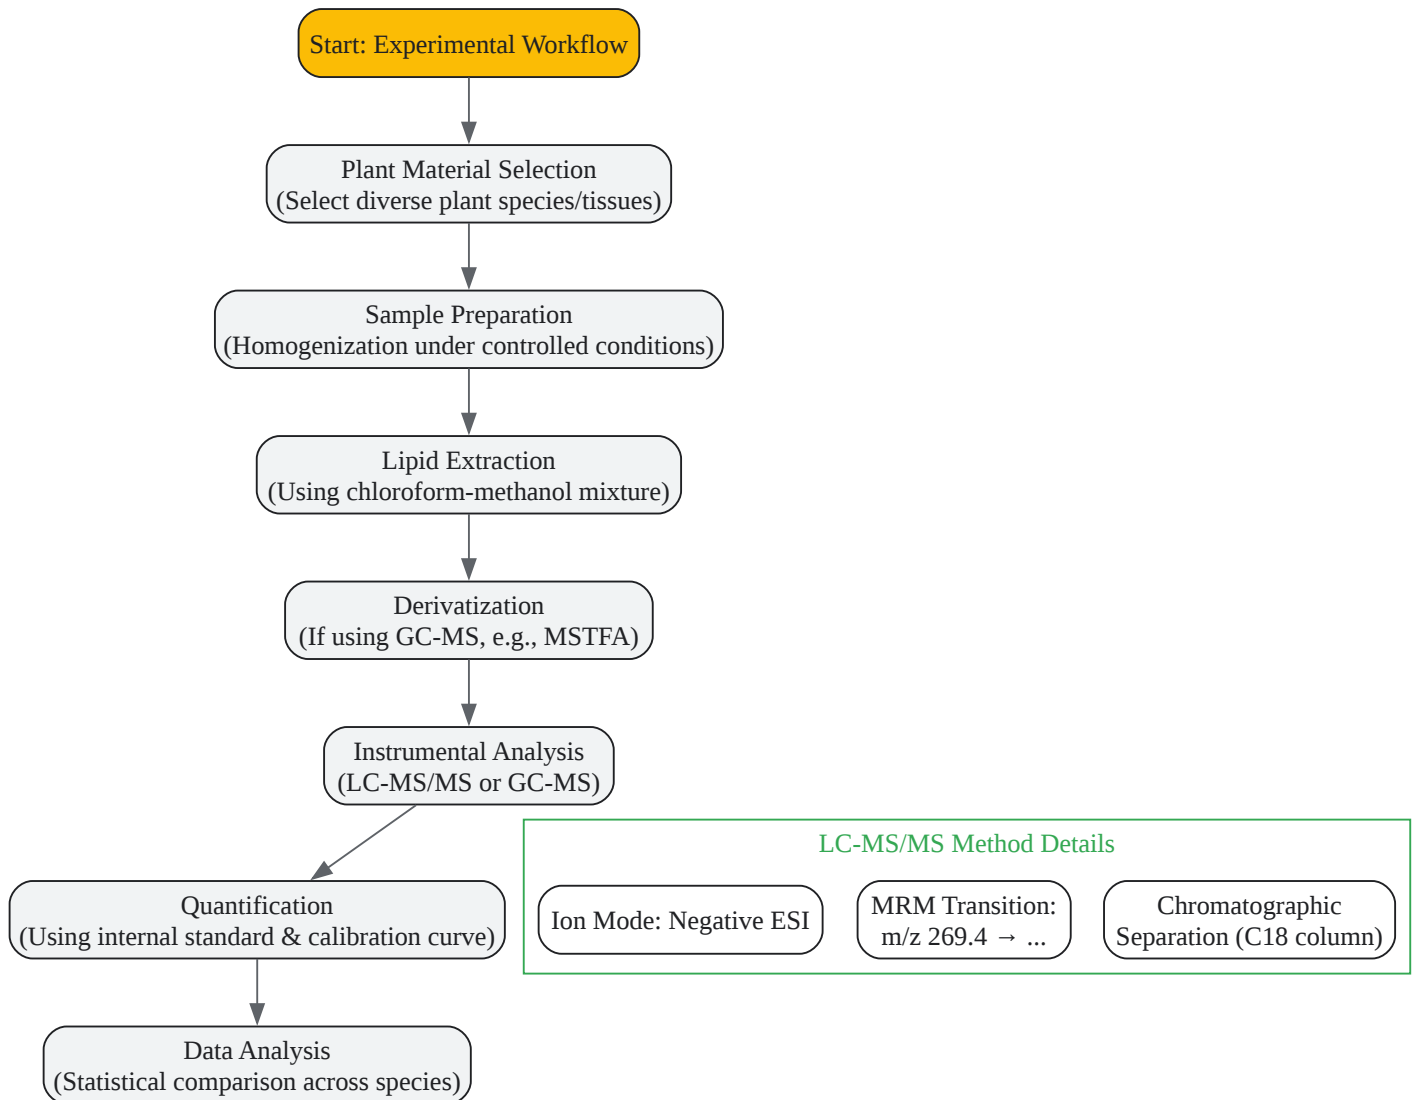 Start: Experimental Workflow
Plant Material Selection
(Select diverse plant species/tissues)
Sample Preparation
(Homogenization under controlled conditions)
Lipid Extraction
(Using chloroform-methanol mixture)
Derivatization
(If using GC-MS, e.g., MSTFA)
Instrumental Analysis
(LC-MS/MS or GC-MS)
Quantification
(Using internal standard & calibration curve)
Data Analysis
(Statistical comparison across species)
LC-MS/MS Method Details
Ion Mode: Negative ESI
MRM Transition:
m/z 269.4 → ...
Chromatographic
Separation (C18 column)